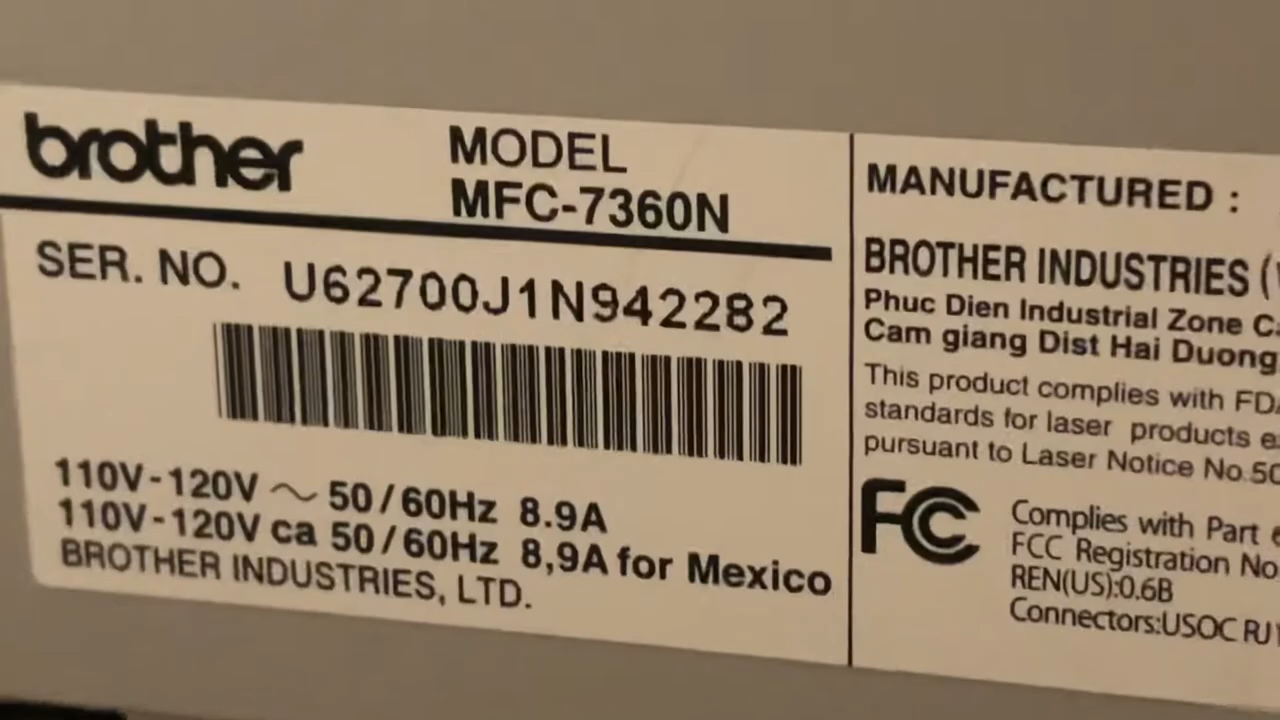 brother
MODEL
MFC-7360N
SER. NO. U62700J1N942282
110V-120V ~ 50/60Hz 8.9A
110V-120V ca 50/60Hz 8,9A for Mexico
BROTHER INDUSTRIES, LTD.
MANUFACTURED :
BROTHER INDUSTRIES (
Phuc Dien Industrial Zone
Cam giang Dist Hai Duong
This product complies with FDA
standards for laser products
pursuant to Laser Notice No.50
FC
Complies with Part
FCC Registration No
REN(US):0.6B
Connectors:USOC